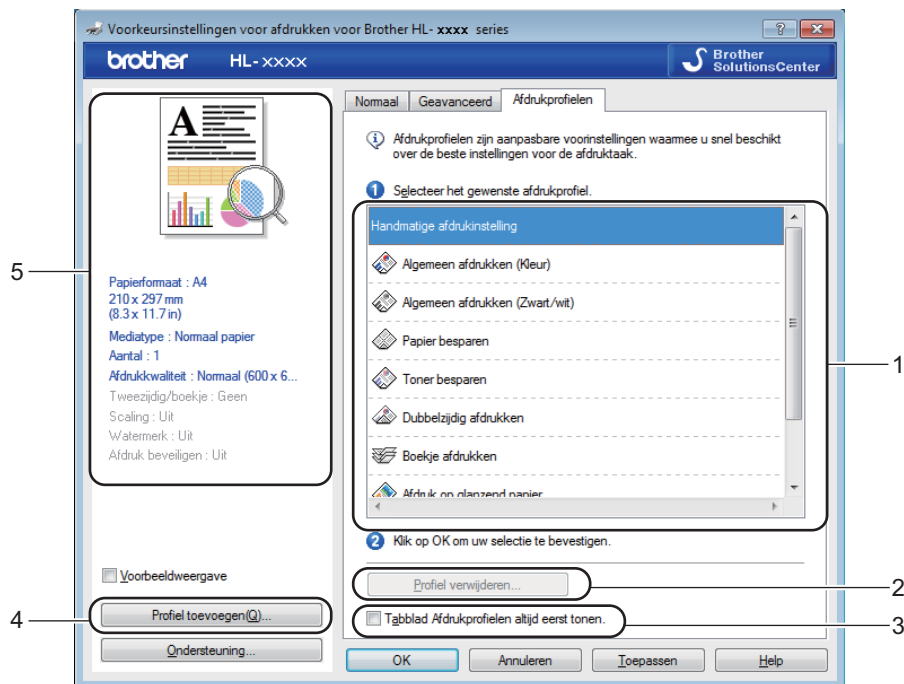 Voorkeursinstellingen voor afdrukken voor Brother HL- xxxx series
brother HL-xxxx
Brother
SolutionsCenter
Normaal Geavanceerd Afdrukprofielen
Afdrukprofielen zijn aanpasbare voorinstellingen waarmee u snel beschikt
over de beste instellingen voor de afdruktaak.
1 Selecteer het gewenste afdrukprofiel.
Handmatige afdrukinstelling
Algemeen afdrukken (Kleur)
Algemeen afdrukken (Zwart/wit)
Papier besparen
Toner besparen
Dubbelzijdig afdrukken
Boekje afdrukken
Afdruk op glanzend papier
2 Klik op OK om uw selectie te bevestigen.
Profiel verwijderen...
Tabblad Afdrukprofielen altijd eerst tonen.
OK Annuleren Toepassen Help
A
Papierformaat : A4
210 x 297 mm
(8.3 x 11.7 in)
Mediatype : Normaal papier
Aantal : 1
Afdrukkwaliteit : Normaal (600 x 6...
Tweezijdig/boekje : Geen
Scaling : Uit
Watermerk : Uit
Afdruk beveiligen : Uit
Voorbeeldweergave
Profiel toevoegen(Q)...
Ondersteuning...
5
4
1
2
3